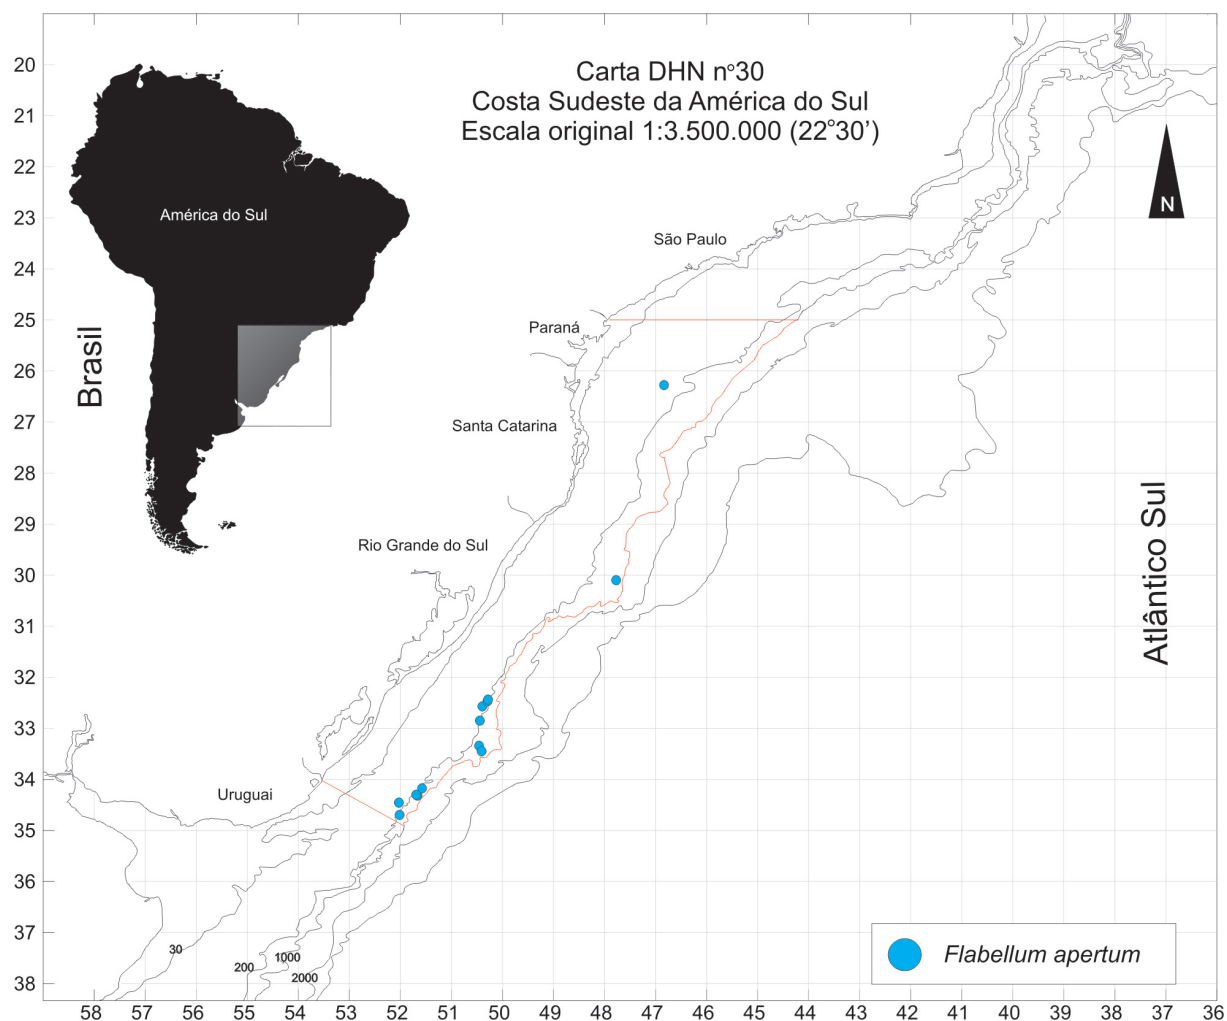 Carta DHN nº30
Costa Sudeste da América do Sul
Escala original 1:3.500.000 (22°30’)
N
América do Sul
São Paulo
Paraná
Santa Catarina
Rio Grande do Sul
Uruguai
Brasil
Atlântico Sul
30
200
1000
2000
Flabellum apertum
20
21
22
23
24
25
26
27
28
29
30
31
32
33
34
35
36
37
38
58 57 56 55 54 53 52 51 50 49 48 47 46 45 44 43 42 41 40 39 38 37 36